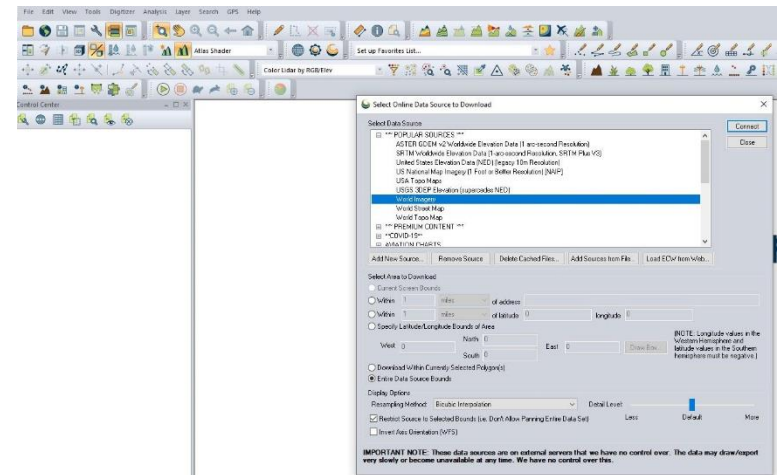 File Edit View Tools Digitizer Analysis Layer Search GPS Help
Atlas Shader
Set up Favorites List...
Color Lidar by RGB/Elev
Control Center
Select Online Data Source to Download
Select Data Source
*** POPULAR SOURCES ***
ASTER GDEM v2 Worldwide Elevation Data (1 arc-second Resolution)
SRTM Worldwide Elevation Data (1-arc-second Resolution, SRTM Plus V3)
United States Elevation Data (NED) (legacy 10m Resolution)
US National Map Imagery (1 Foot or Better Resolution) [NAIP]
USA Topo Maps
USGS 3DEP Elevation (supercedes NED)
World Imagery
World Street Map
World Topo Map
*** PREMIUM CONTENT ***
**COVID-19**
AVIATION CHARTS
Connect
Close
Add New Source... Remove Source Delete Cached Files... Add Sources from File... Load ECW from Web...
Select Area to Download
Current Screen Bounds
Within 1 miles of address
Within 1 miles of latitude 0 longitude 0
Specify Latitude/Longitude Bounds of Area
North 0
West 0 East 0 Draw Box...
South 0
(NOTE: Longitude values in the
Western Hemisphere and
latitude values in the Southern
hemisphere must be negative.)
Download Within Currently Selected Polygon(s)
Entire Data Source Bounds
Display Options
Resampling Method: Bicubic Interpolation Detail Level:
Less Default More
Restrict Source to Selected Bounds (i.e. Don't Allow Panning Entire Data Set)
Invert Axis Orientation (WFS)
IMPORTANT NOTE: These data sources are on external servers that we have no control over. The data may draw/export
very slowly or become unavailable at any time. We have no control over this.